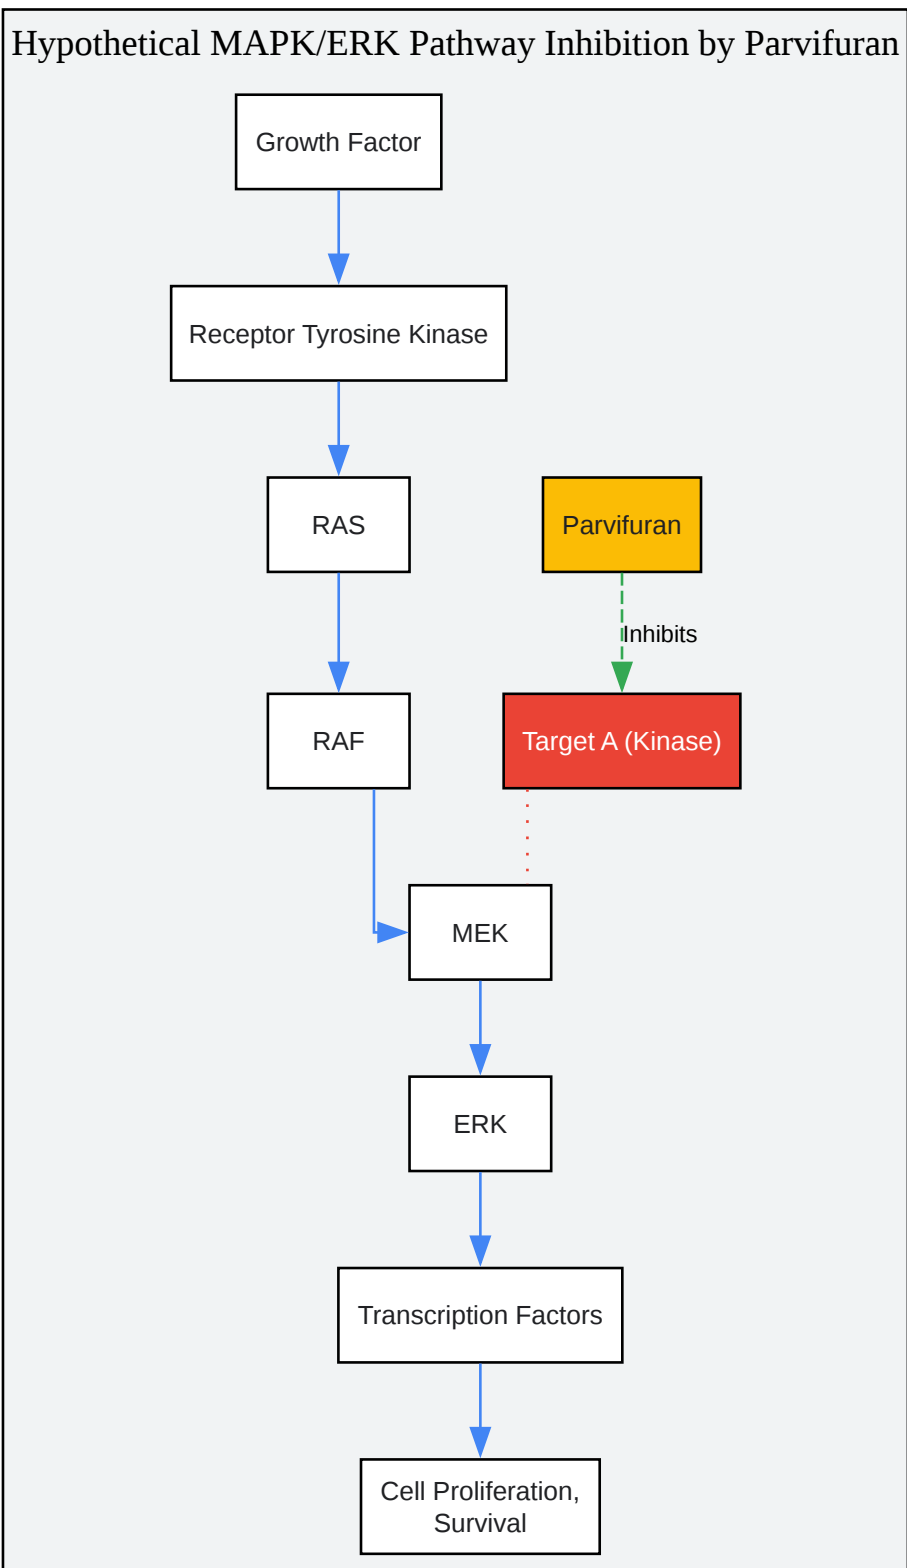 Hypothetical MAPK/ERK Pathway Inhibition by Parvifuran
Growth Factor
Receptor Tyrosine Kinase
RAS
Parvifuran
Inhibits
RAF
Target A (Kinase)
MEK
ERK
Transcription Factors
Cell Proliferation,
Survival